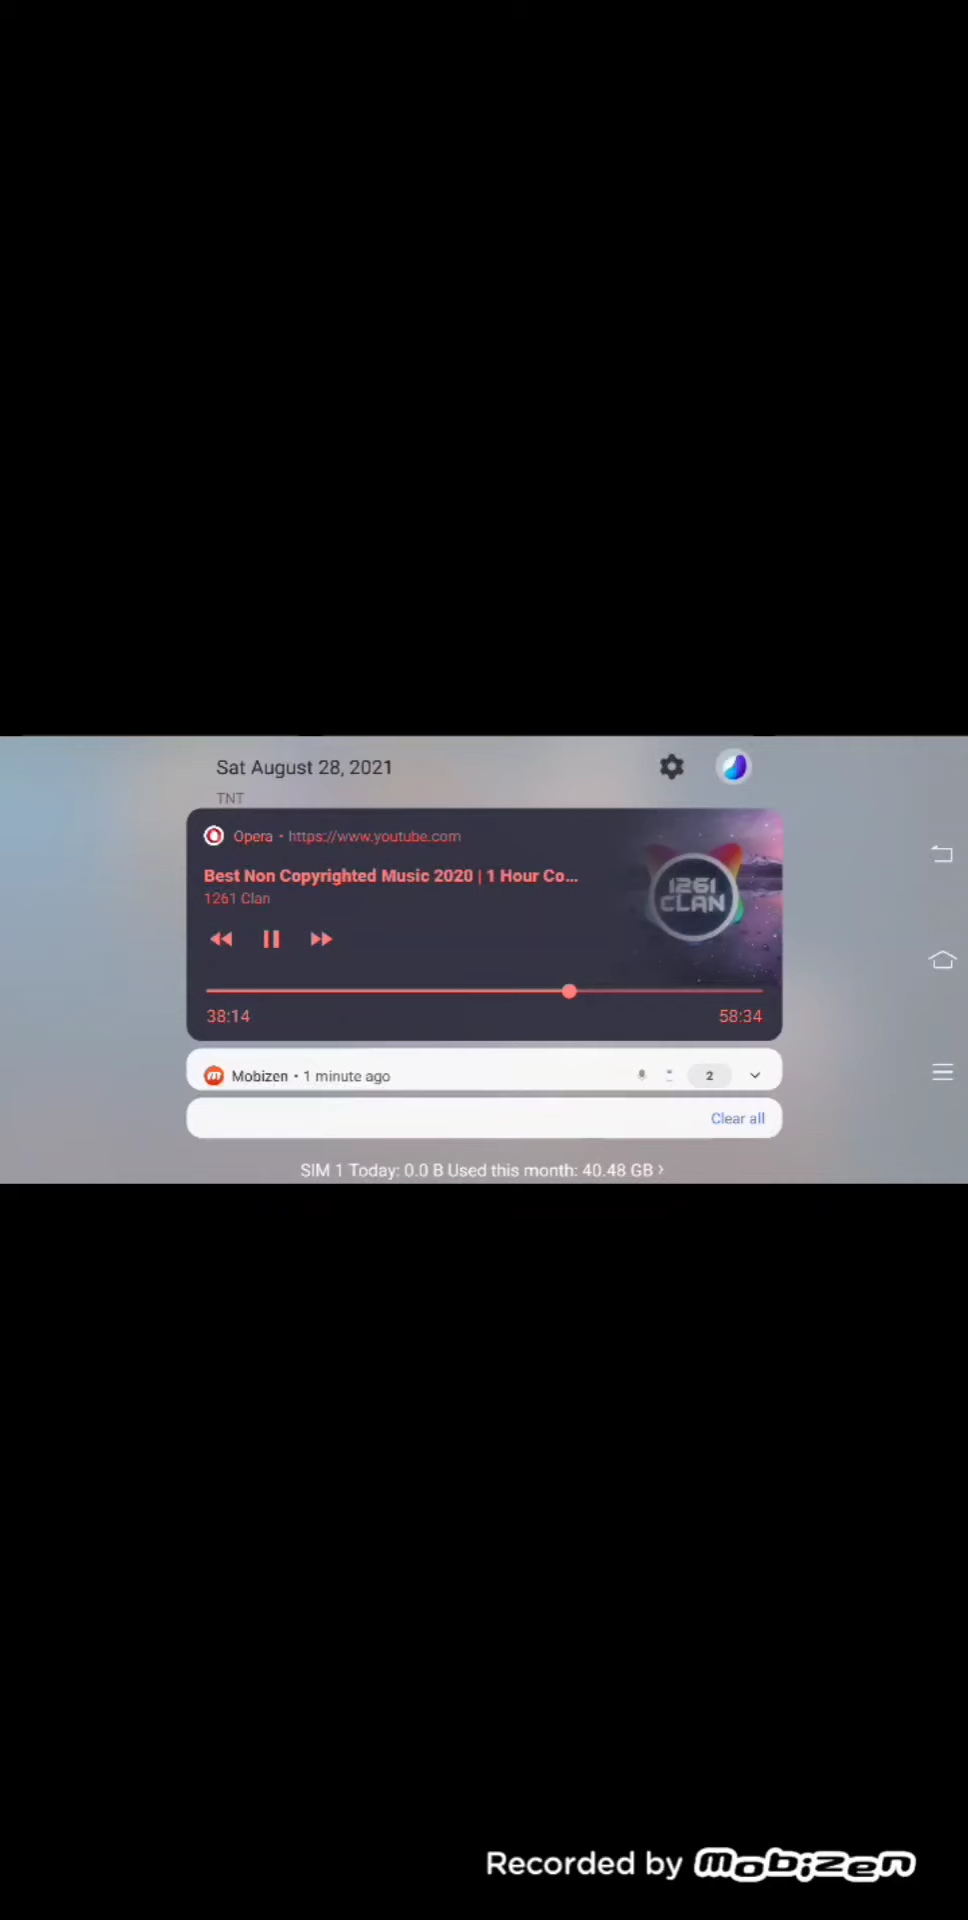 Sat August 28, 2021
TNT
Opera • https://www.youtube.com
Best Non Copyrighted Music 2020 | 1 Hour Co...
1261 Clan
1261
CLAN
38:14 58:34
Mobizen • 1 minute ago 2
Clear all
SIM 1 Today: 0.0 B Used this month: 40.48 GB ›
Recorded by mobizen